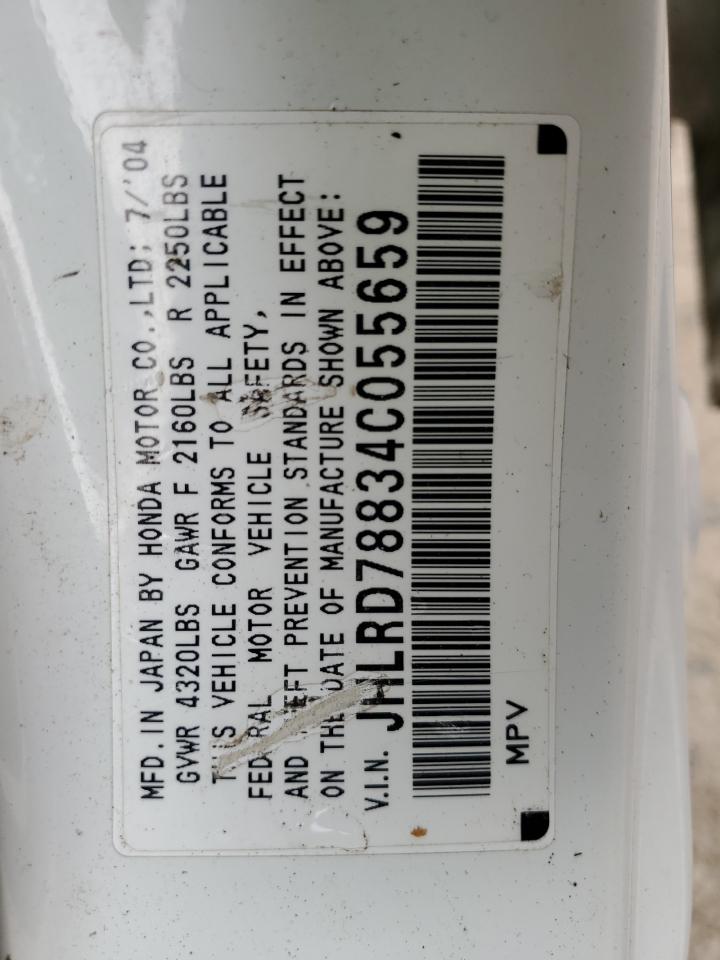 MFD. IN JAPAN BY HONDA MOTOR CO.,LTD; 7/'04
GVWR 4320LBS GAWR F 2160LBS R 2250LBS
THIS VEHICLE CONFORMS TO ALL APPLICABLE
FEDERAL MOTOR VEHICLE SAFETY,
AND THEFT PREVENTION STANDARDS IN EFFECT
ON THE DATE OF MANUFACTURE SHOWN ABOVE:
V.I.N. JHLRD78834C055659
MPV